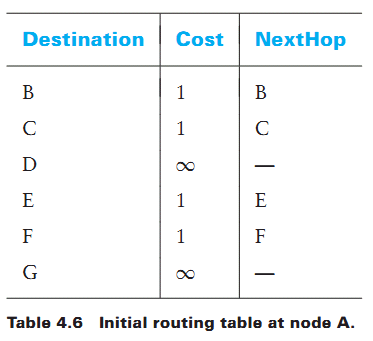 Destination Cost NextHop
B 1 B
C 1 C
D ∞ —
E 1 E
F 1 F
G ∞ —
Table 4.6 Initial routing table at node A.